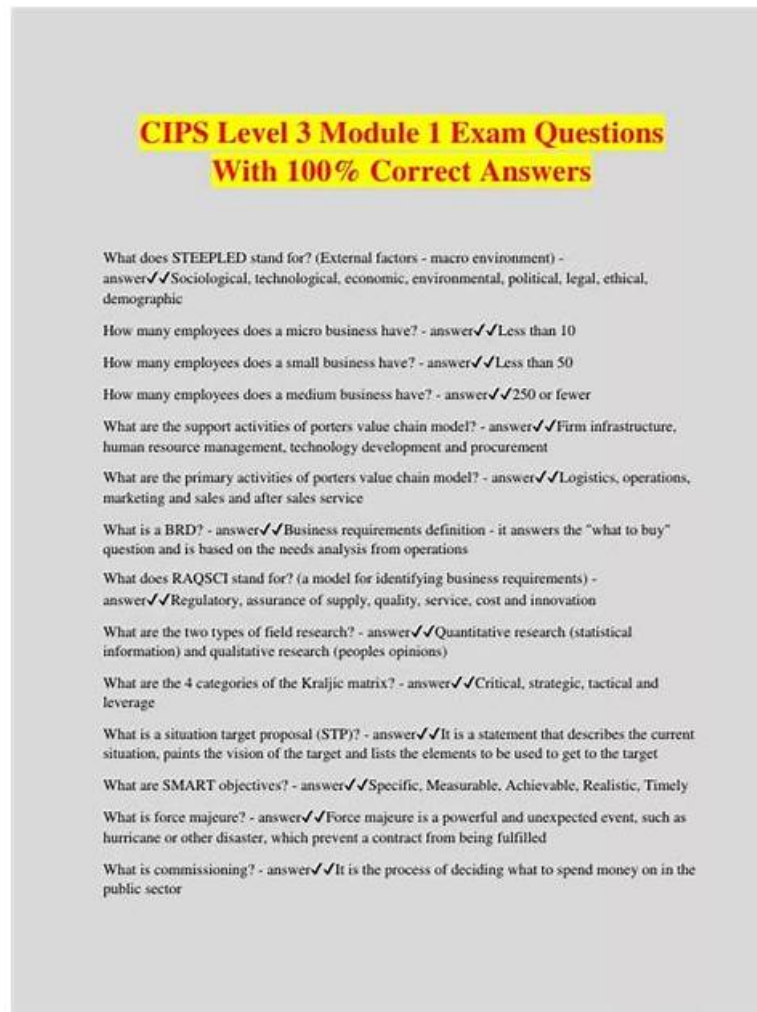 CIPS Level 3 Module 1 Exam Questions
With 100% Correct Answers
What does STEEPLED stand for? (External factors - macro environment) -
answer✓✓Sociological, technological, economic, environmental, political, legal, ethical,
demographic
How many employees does a micro business have? - answer✓✓Less than 10
How many employees does a small business have? - answer✓✓Less than 50
How many employees does a medium business have? - answer✓✓250 or fewer
What are the support activities of porters value chain model? - answer✓✓Firm infrastructure,
human resource management, technology development and procurement
What are the primary activities of porters value chain model? - answer✓✓Logistics, operations,
marketing and sales and after sales service
What is a BRD? - answer✓✓Business requirements definition - it answers the "what to buy"
question and is based on the needs analysis from operations
What does RAQSCI stand for? (a model for identifying business requirements) -
answer✓✓Regulatory, assurance of supply, quality, service, cost and innovation
What are the two types of field research? - answer✓✓Quantitative research (statistical
information) and qualitative research (peoples opinions)
What are the 4 categories of the Kraljic matrix? - answer✓✓Critical, strategic, tactical and
leverage
What is a situation target proposal (STP)? - answer✓✓It is a statement that describes the current
situation, paints the vision of the target and lists the elements to be used to get to the target
What are SMART objectives? - answer✓✓Specific, Measurable, Achievable, Realistic, Timely
What is force majeure? - answer✓✓Force majeure is a powerful and unexpected event, such as
hurricane or other disaster, which prevent a contract from being fulfilled
What is commissioning? - answer✓✓It is the process of deciding what to spend money on in the
public sector